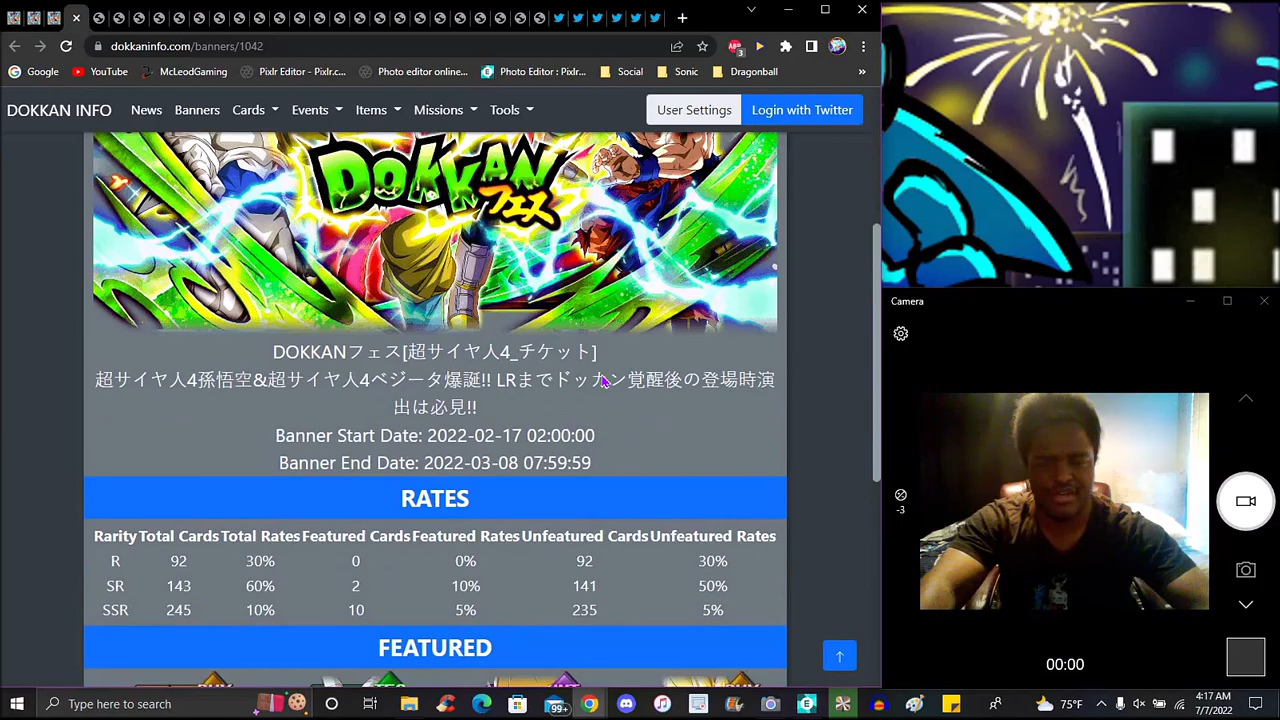 dokkaninfo.com/banners/1042
3
Google
YouTube
McLeodGaming
Pixlr Editor - Pixlr.c...
Photo editor online...
Photo Editor : Pixlr...
Social
Sonic
Dragonball
»
DOKKAN INFO
News
Banners
Cards
Events
Items
Missions
Tools
User Settings
Login with Twitter
DOKKAN
フェス
DOKKANフェス[超サイヤ人4_チケット]
超サイヤ人4孫悟空&超サイヤ人4ベジータ爆誕!! LRまでドッカン覚醒後の登場時演
出は必見!!
Banner Start Date: 2022-02-17 02:00:00
Banner End Date: 2022-03-08 07:59:59
RATES
Rarity Total Cards Total Rates Featured Cards Featured Rates Unfeatured Cards Unfeatured Rates
R 92 30% 0 0% 92 30%
SR 143 60% 2 10% 141 50%
SSR 245 10% 10 5% 235 5%
FEATURED
Camera
-3
00:00
Type here to search
99+
75°F
4:17 AM
7/7/2022